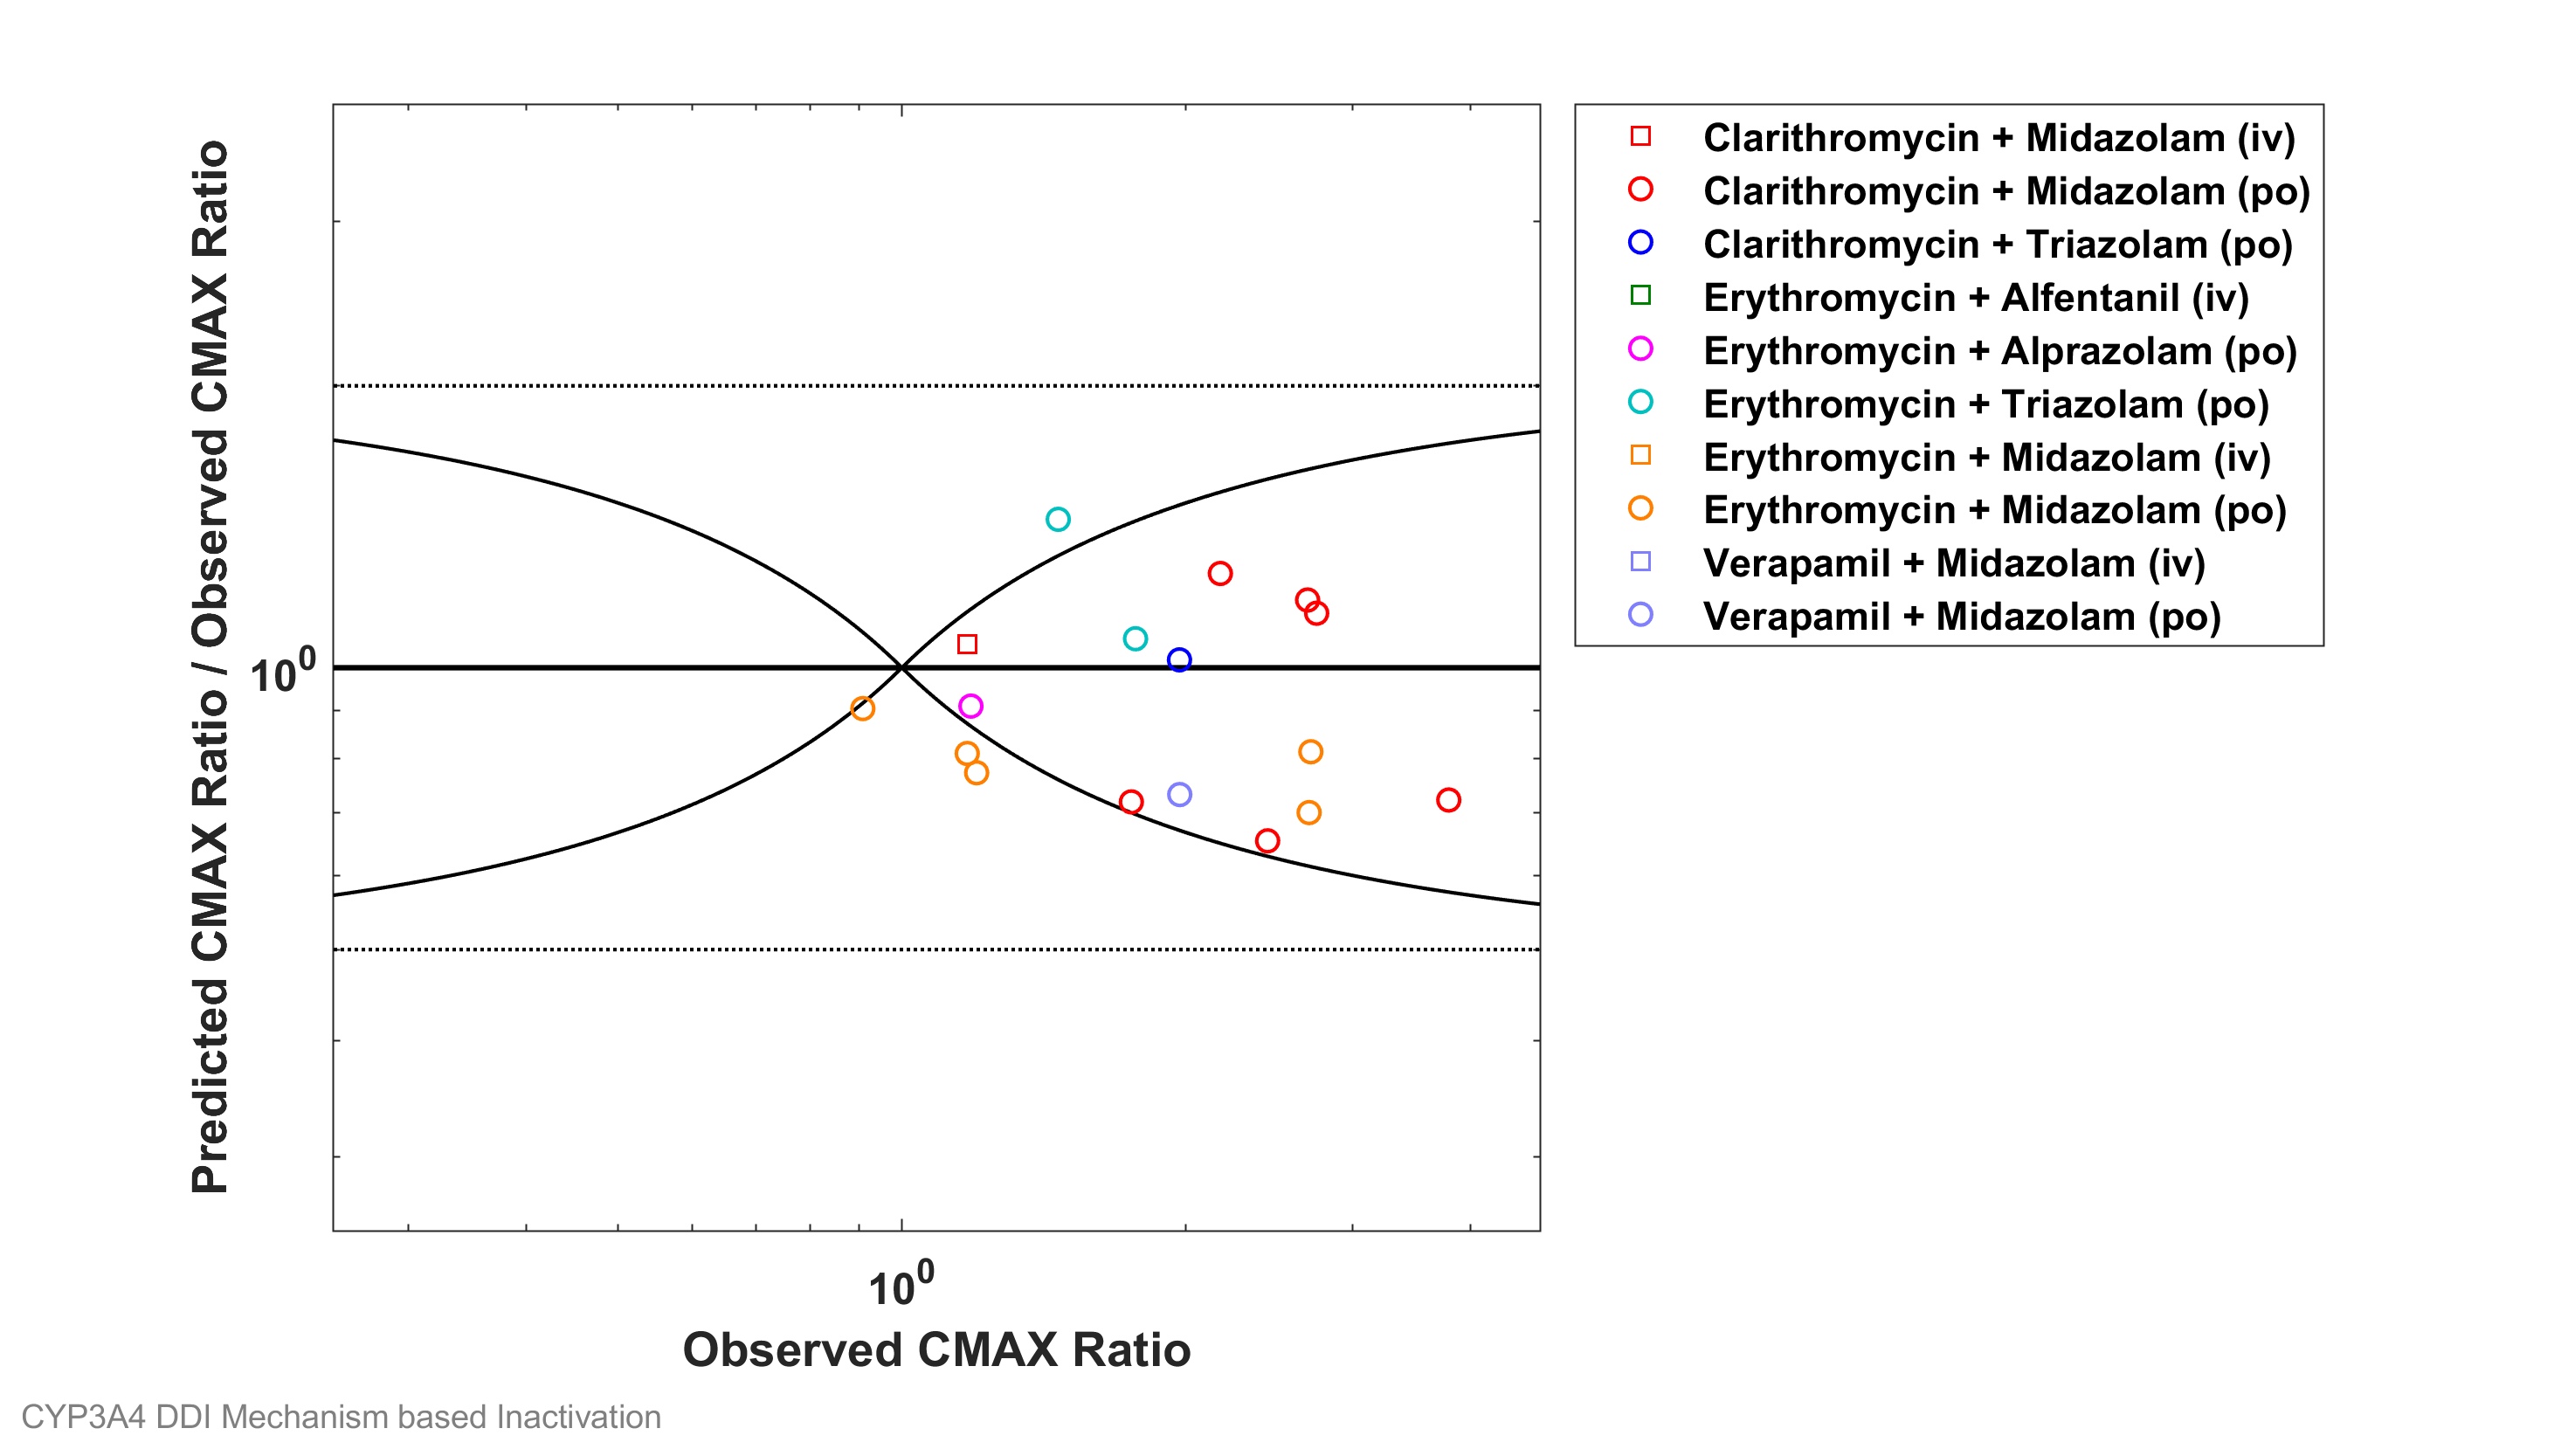 Predicted CMAX Ratio / Observed CMAX Ratio
10⁰
10⁰
Observed CMAX Ratio
Clarithromycin + Midazolam (iv)
Clarithromycin + Midazolam (po)
Clarithromycin + Triazolam (po)
Erythromycin + Alfentanil (iv)
Erythromycin + Alprazolam (po)
Erythromycin + Triazolam (po)
Erythromycin + Midazolam (iv)
Erythromycin + Midazolam (po)
Verapamil + Midazolam (iv)
Verapamil + Midazolam (po)
CYP3A4 DDI Mechanism based Inactivation